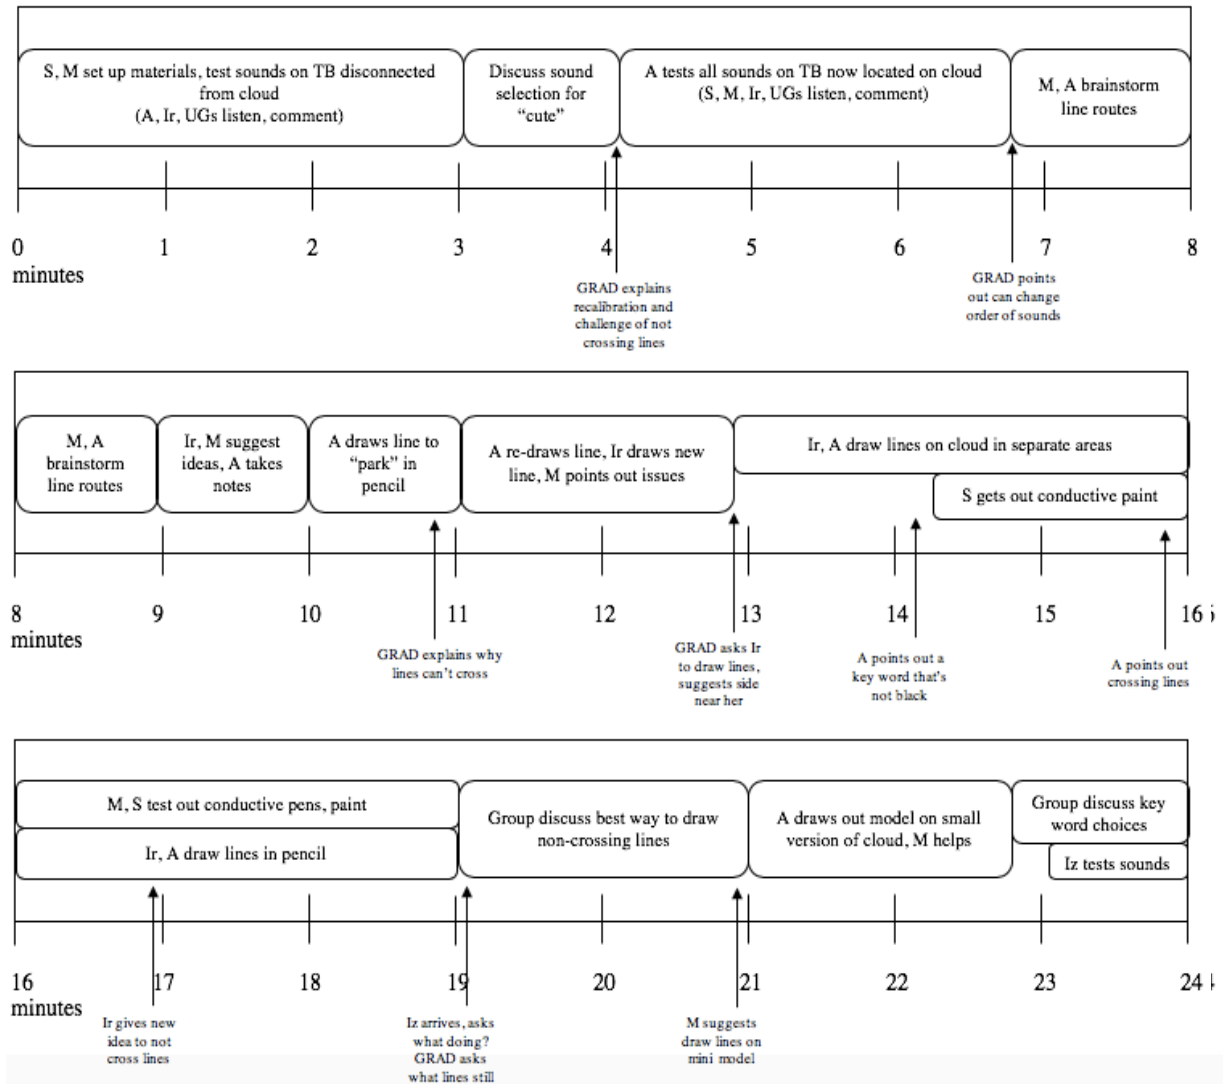 S, M set up materials, test sounds on TB disconnected
from cloud
(A, Ir, UGs listen, comment)
Discuss sound
selection for
“cute”
A tests all sounds on TB now located on cloud
(S, M, Ir, UGs listen, comment)
M, A brainstorm
line routes
0 1 2 3 4 5 6 7 8
minutes
GRAD explains
recalibration and
challenge of not
crossing lines
GRAD points
out can change
order of sounds
M, A
brainstorm
line routes
Ir, M suggest
ideas, A takes
notes
A draws line to
“park” in
pencil
A re-draws line, Ir draws new
line, M points out issues
Ir, A draw lines on cloud in separate areas
S gets out conductive paint
8 9 10 11 12 13 14 15 16
minutes
GRAD explains why
lines can’t cross
GRAD asks Ir
to draw lines,
suggests side
near her
A points out a
key word that’s
not black
A points out
crossing lines
M, S test out conductive pens, paint
Ir, A draw lines in pencil
Group discuss best way to draw
non-crossing lines
A draws out model on small
version of cloud, M helps
Group discuss key
word choices
Iz tests sounds
16 17 18 19 20 21 22 23 24
minutes
Ir gives new
idea to not
cross lines
Iz arrives, asks
what doing?
GRAD asks
what lines still
M suggests
draw lines on
mini model